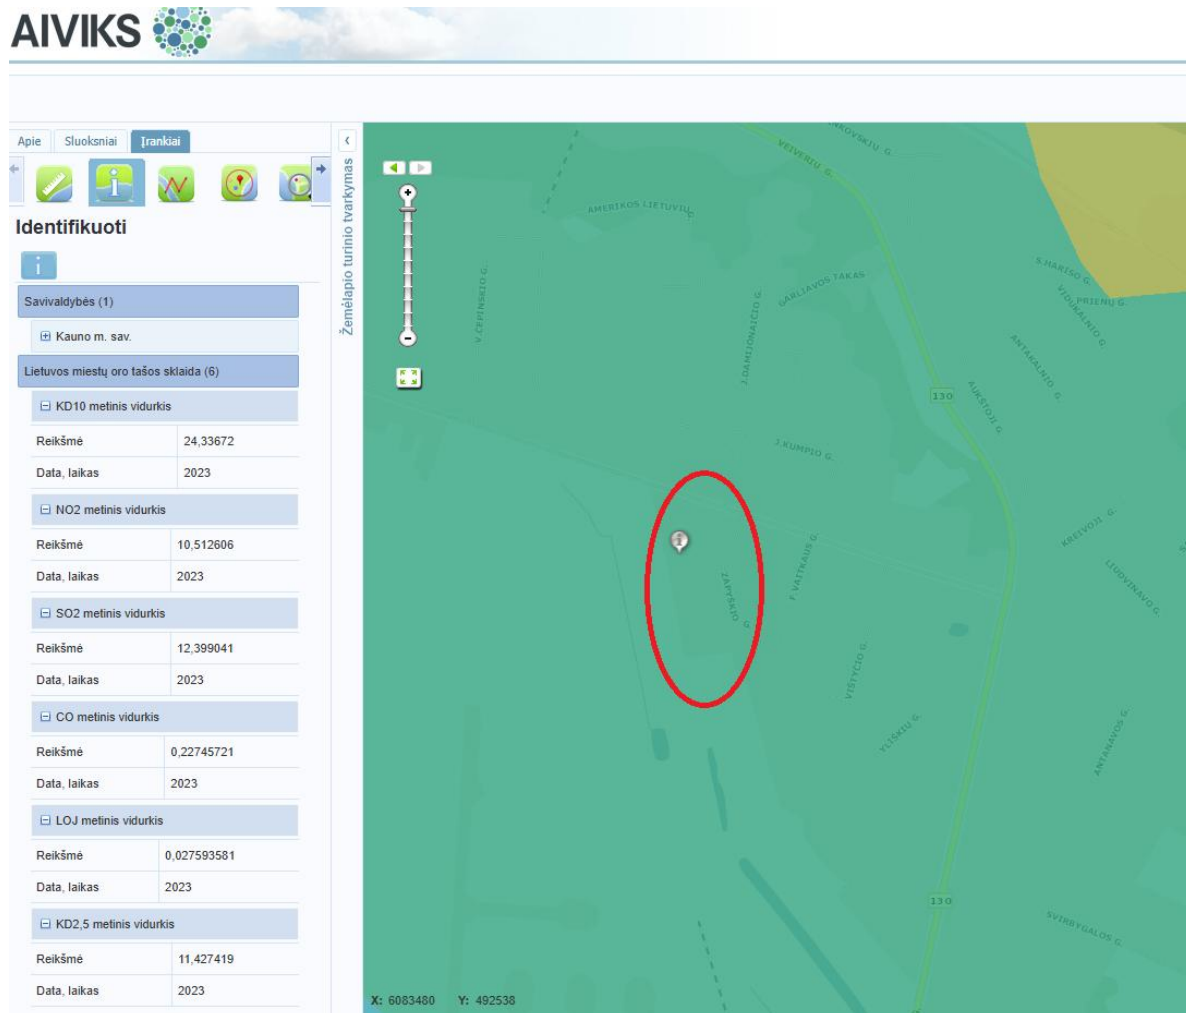 AIVIKS
Apie
Sluoksniai
Įrankiai
Identifikuoti
Savivaldybės (1)
Kauno m. sav.
Lietuvos miestų oro tašos sklaida (6)
KD10 metinis vidurkis
Reikšmė 24,33672
Data, laikas 2023
NO2 metinis vidurkis
Reikšmė 10,512606
Data, laikas 2023
SO2 metinis vidurkis
Reikšmė 12,399041
Data, laikas 2023
CO metinis vidurkis
Reikšmė 0,22745721
Data, laikas 2023
LOJ metinis vidurkis
Reikšmė 0,027593581
Data, laikas 2023
KD2,5 metinis vidurkis
Reikšmė 11,427419
Data, laikas 2023
Žemėlapio turinio tvarkymas
VEIVERIŲ G.
AMERIKOS LIETUVIŲ
V.ČEPINSKIO G.
GARLIAVOS TAKAS
J.DAMIJONAIČIO G.
S.HARISO G.
PRIENŲ G.
VIDUKALNIO G.
ANTAKALNIO G.
130
AUKŠTOJI G.
J.KUMPIO G.
KREIVOJI G.
F.VAITKAUS G.
ZAPYŠKIO G.
LIUDVINAVO G.
VIŠTYČIO G.
YLIŠKIŲ G.
ANTANAVOS G.
130
SVIRBYGALOS G.
X: 6083480 Y: 492538